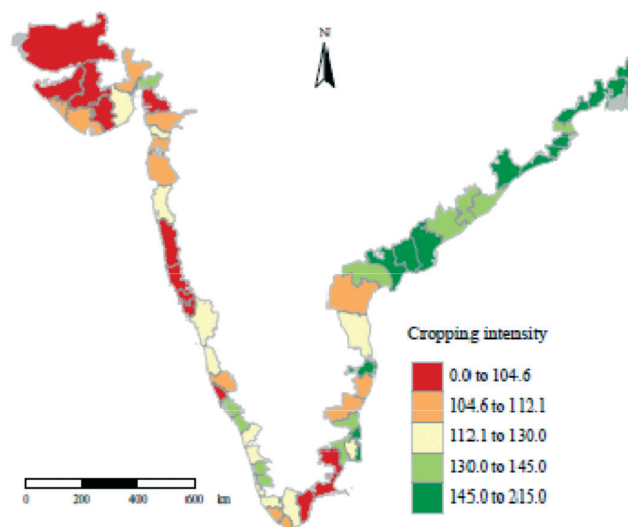 N
Cropping intensity
0.0 to 104.6
104.6 to 112.1
112.1 to 130.0
130.0 to 145.0
145.0 to 215.0
0 200 400 600 km